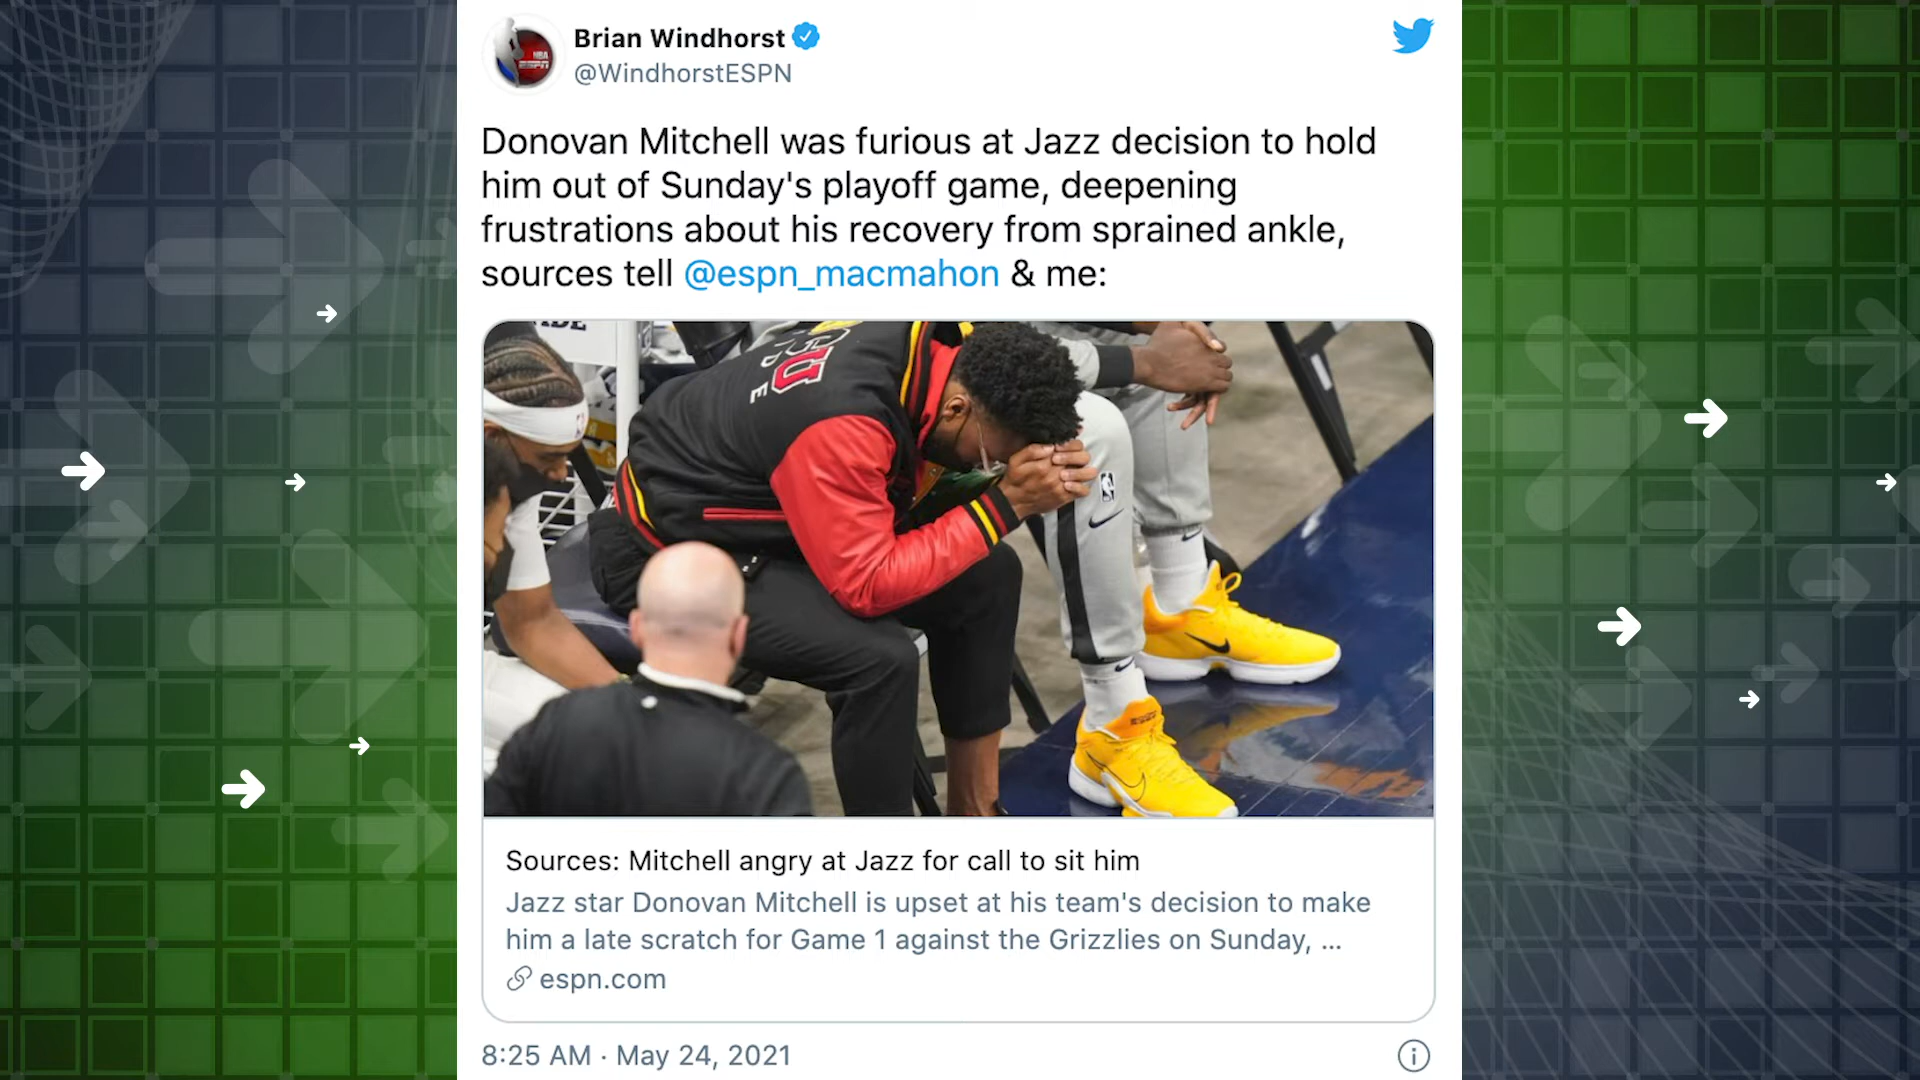 Brian Windhorst
@WindhorstESPN
NBA
ESPN
Donovan Mitchell was furious at Jazz decision to hold
him out of Sunday's playoff game, deepening
frustrations about his recovery from sprained ankle,
sources tell @espn_macmahon & me:
Sources: Mitchell angry at Jazz for call to sit him
Jazz star Donovan Mitchell is upset at his team's decision to make
him a late scratch for Game 1 against the Grizzlies on Sunday, ...
espn.com
8:25 AM · May 24, 2021